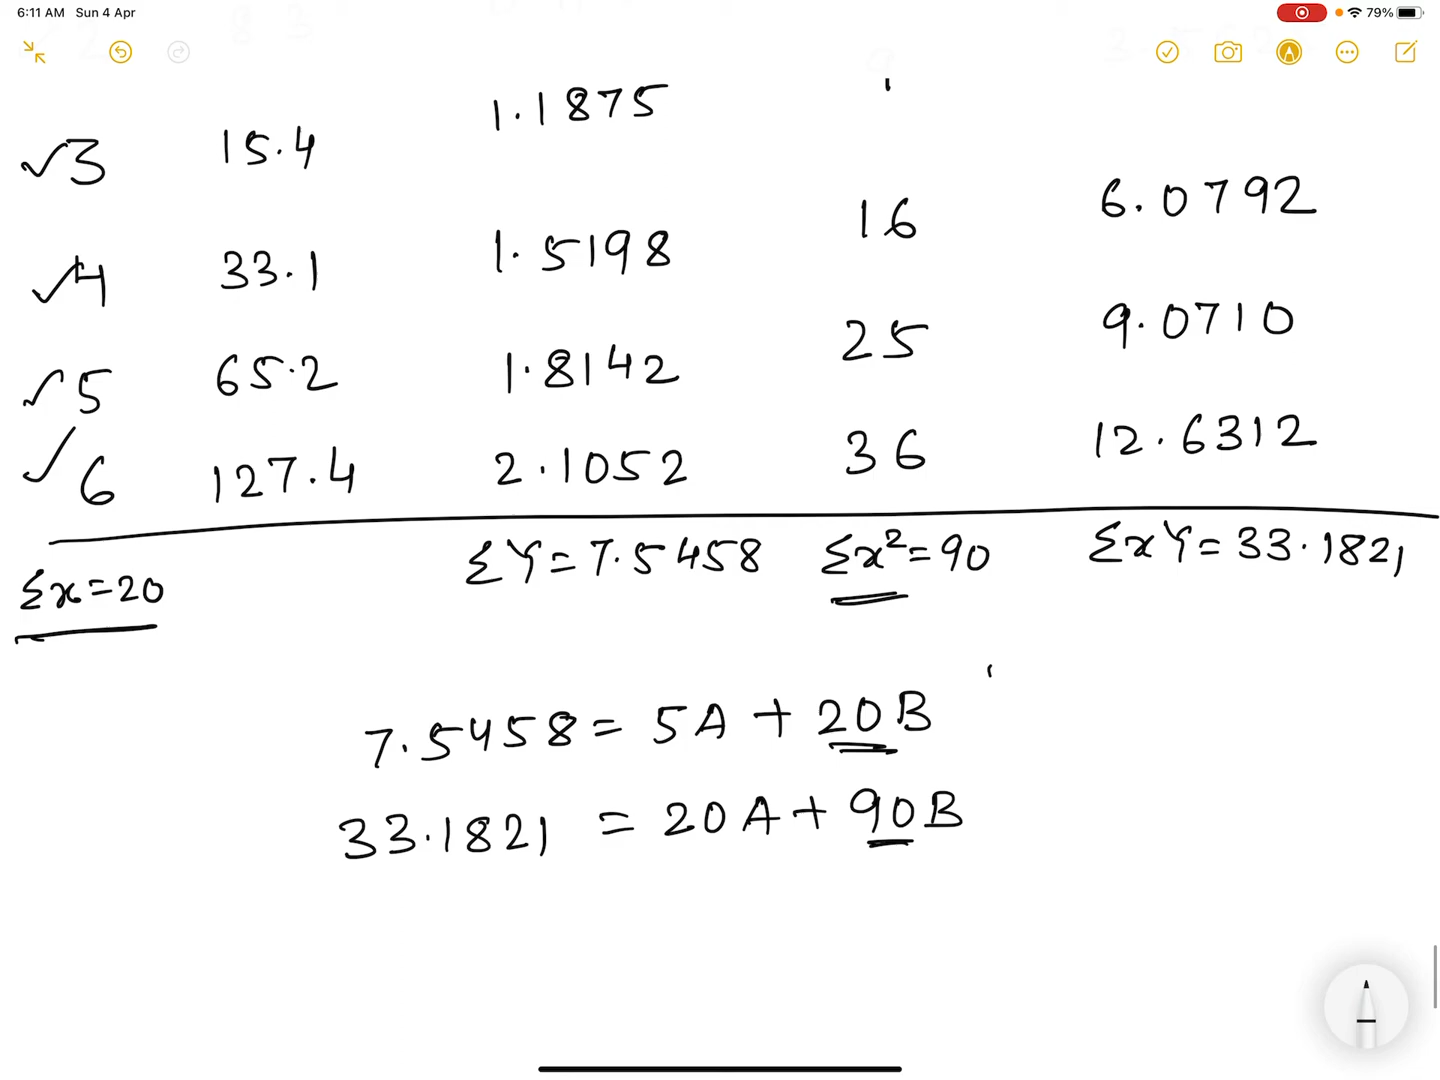 6:11 AM Sun 4 Apr 79%
1.1875
√3 15.4
16 6.0792
√4 33.1 1.5198
25 9.0710
√5 65.2 1.8142
36 12.6312
√6 127.4 2.1052
Σx=20 ΣY=7.5458 Σx²=90 ΣxY=33.1821
7.5458= 5A + 20B
33.1821 = 20A+90B